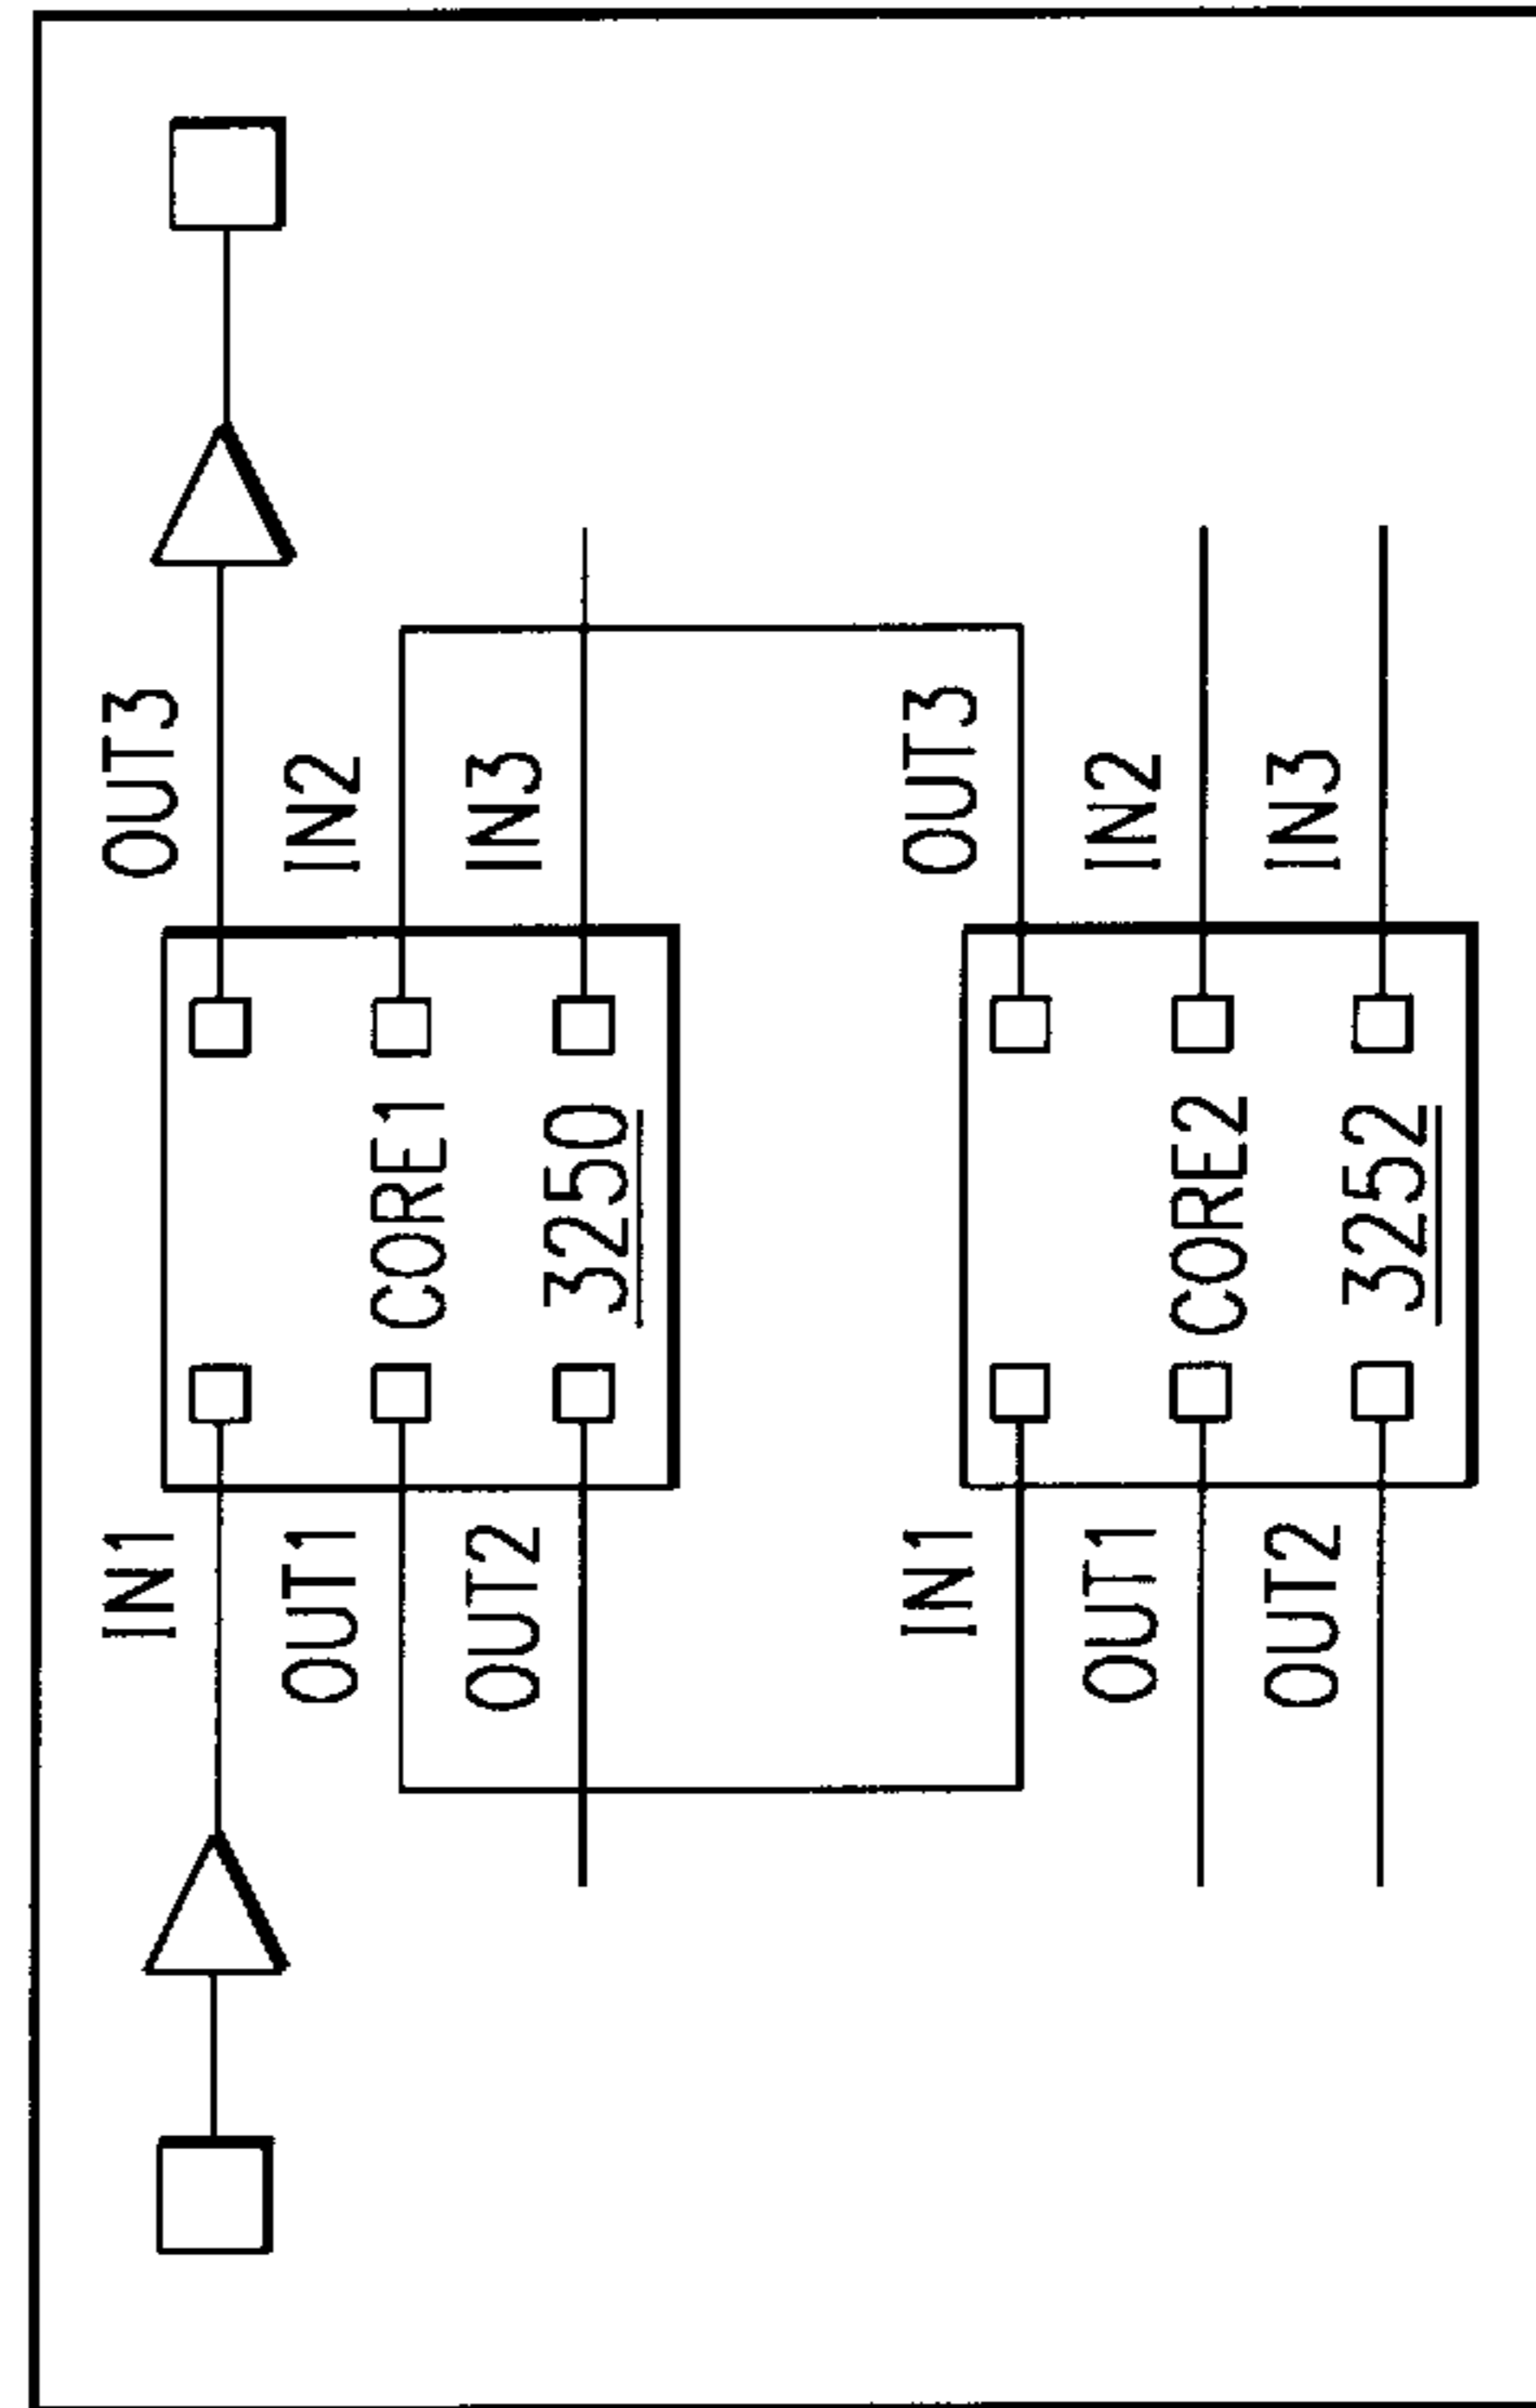 OUT3
IN2
IN3
CORE1
3250
IN1
OUT1
OUT2
OUT3
IN2
IN3
CORE2
3252
IN1
OUT1
OUT2